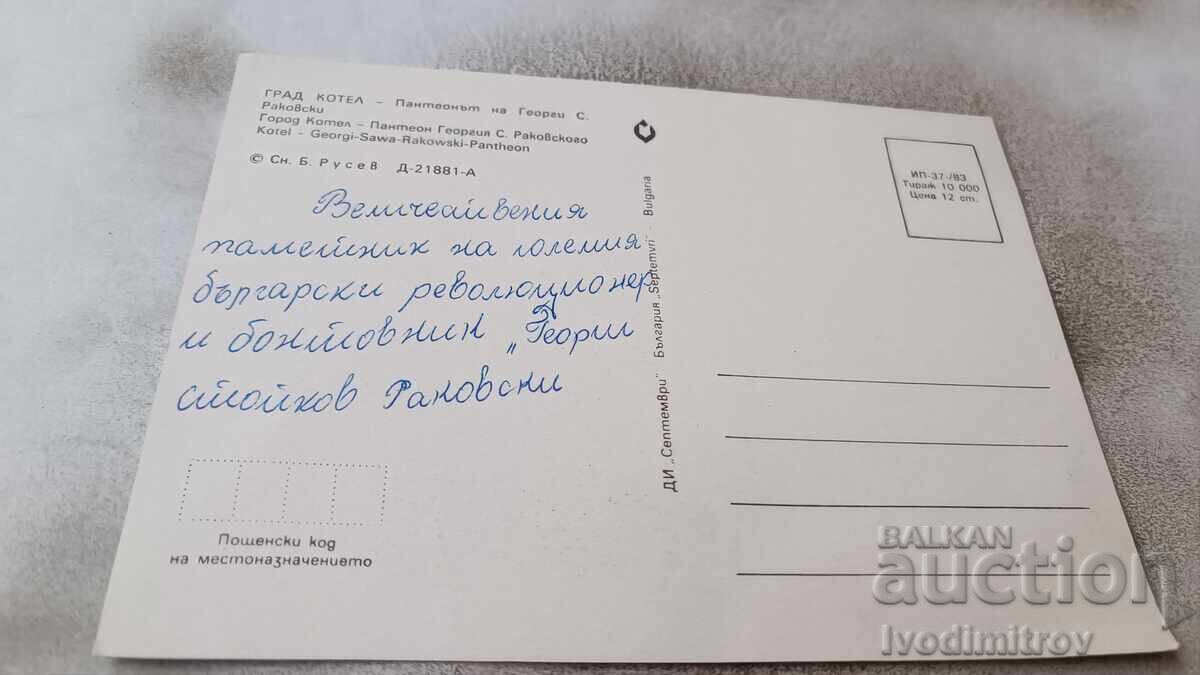 ГРАД КОТЕЛ – Пантеонът на Георги С.
Раковски
Город Котел – Пантеон Георгия С. Раковского
Kotel - Georgi-Sawa-Rakowski-Pantheon
© Сн. Б. Русев Д-21881-А
Величественния
паметник на големия
български революционер
и бонтовник „Георги
стойков Раковски
Пощенски код
на местоназначението
ДИ „Септември" България „Septemvri" - Bulgaria
ИП-37-/83
Тираж 10 000
Цена 12 ст.
BALKAN
auction
Ivodimitrov